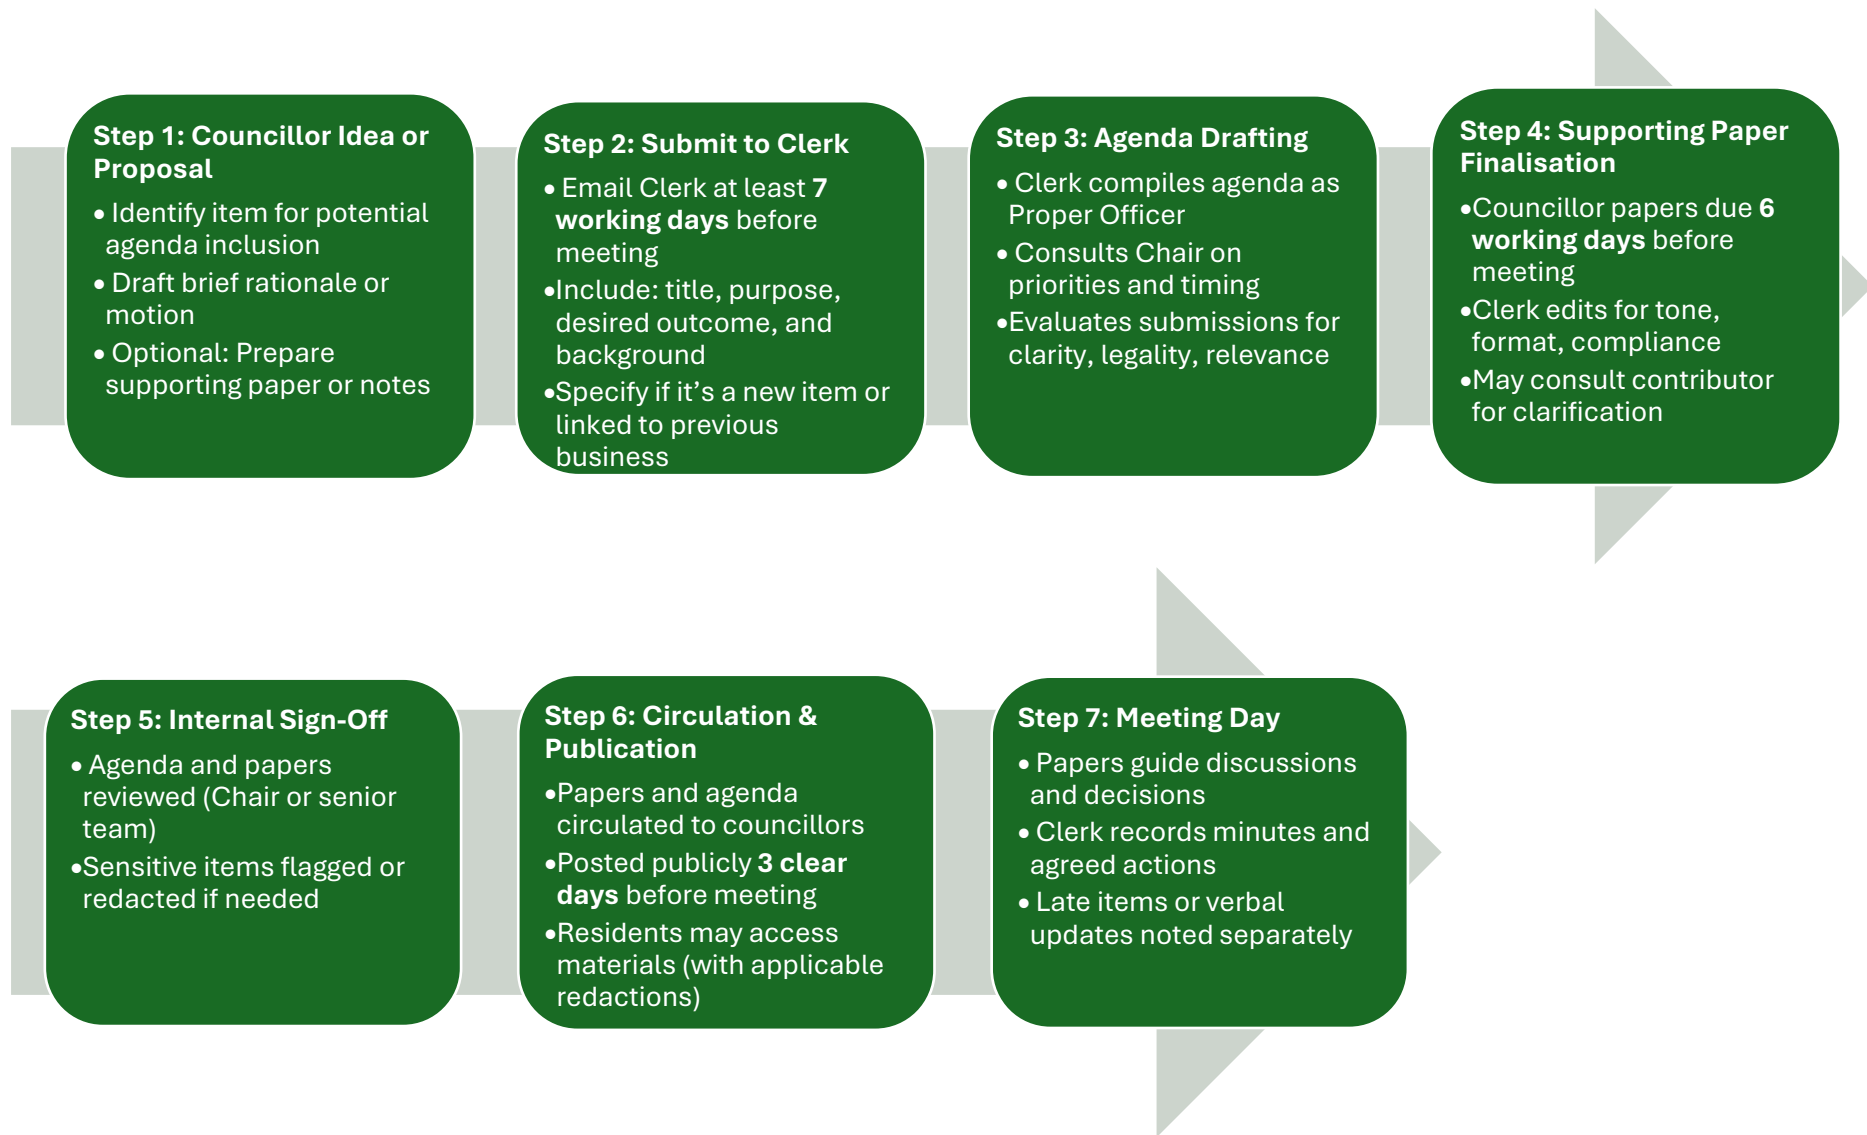 Step 1: Councillor Idea or
Proposal
• Identify item for potential
agenda inclusion
• Draft brief rationale or
motion
• Optional: Prepare
supporting paper or notes
Step 2: Submit to Clerk
• Email Clerk at least 7
working days before
meeting
•Include: title, purpose,
desired outcome, and
background
•Specify if it’s a new item or
linked to previous
business
Step 3: Agenda Drafting
• Clerk compiles agenda as
Proper Officer
• Consults Chair on
priorities and timing
•Evaluates submissions for
clarity, legality, relevance
Step 4: Supporting Paper
Finalisation
•Councillor papers due 6
working days before
meeting
•Clerk edits for tone,
format, compliance
•May consult contributor
for clarification
Step 5: Internal Sign-Off
• Agenda and papers
reviewed (Chair or senior
team)
•Sensitive items flagged or
redacted if needed
Step 6: Circulation &
Publication
•Papers and agenda
circulated to councillors
•Posted publicly 3 clear
days before meeting
•Residents may access
materials (with applicable
redactions)
Step 7: Meeting Day
• Papers guide discussions
and decisions
• Clerk records minutes and
agreed actions
• Late items or verbal
updates noted separately